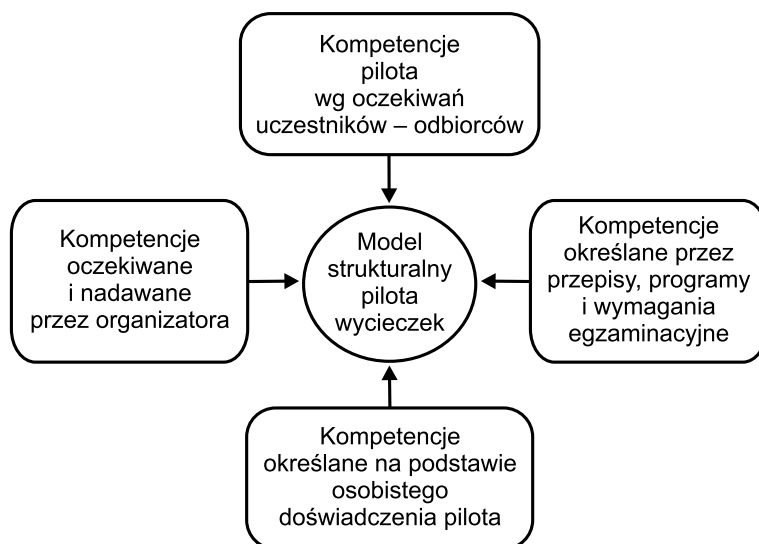 Kompetencje
pilota
wg oczekiwań
uczestników – odbiorców
Kompetencje
oczekiwane
i nadawane
przez organizatora
Model
strukturalny
pilota
wycieczek
Kompetencje
określane przez
przepisy, programy
i wymagania
egzaminacyjne
Kompetencje
określane na podstawie
osobistego
doświadczenia pilota